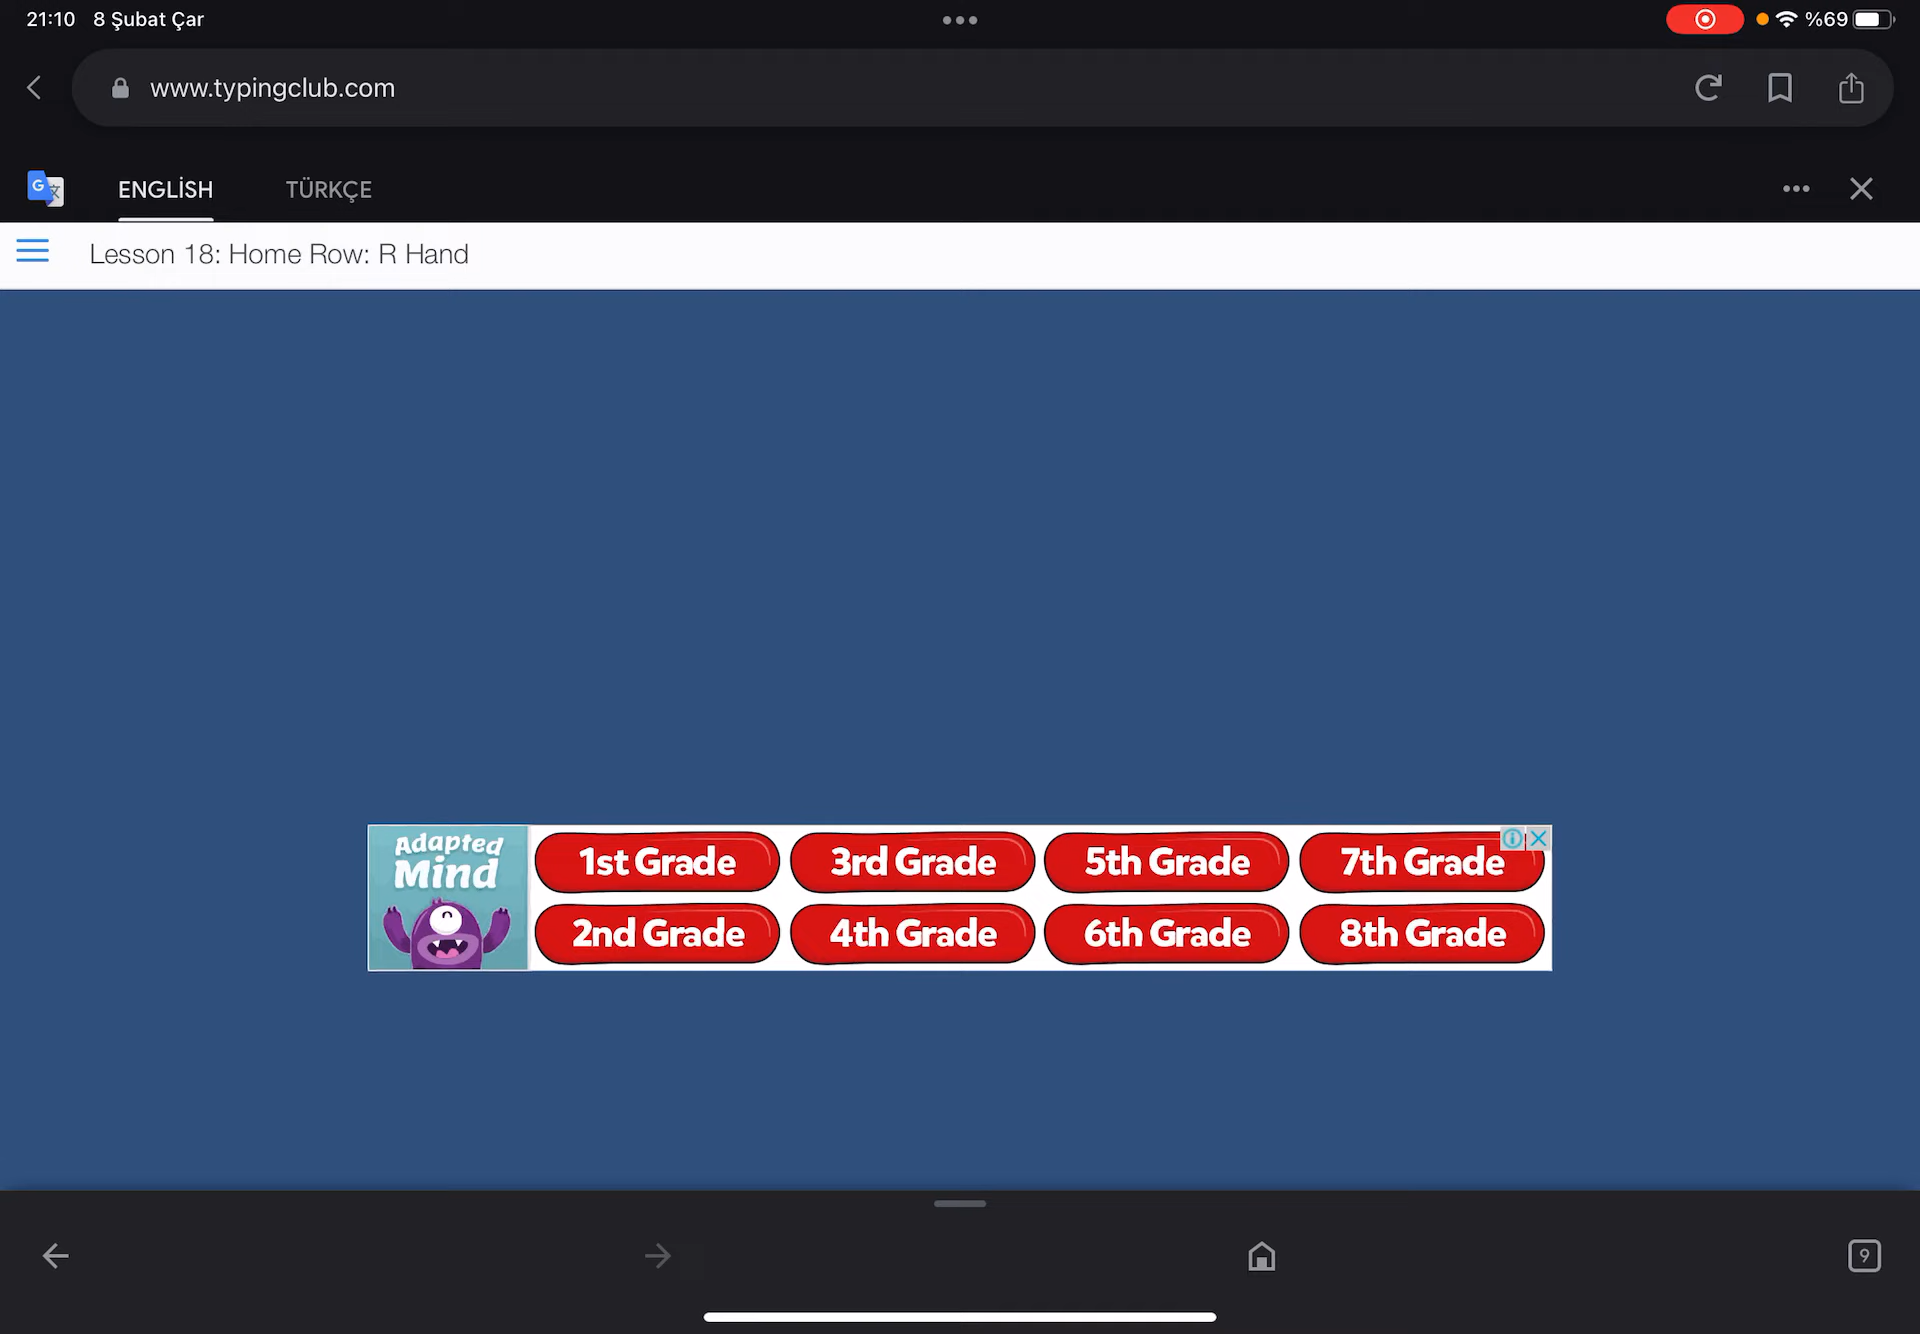 21:10 8 Şubat Çar
%69
www.typingclub.com
ENGLİSH TÜRKÇE
Lesson 18: Home Row: R Hand
Adapted
Mind
1st Grade 3rd Grade 5th Grade 7th Grade
2nd Grade 4th Grade 6th Grade 8th Grade
9